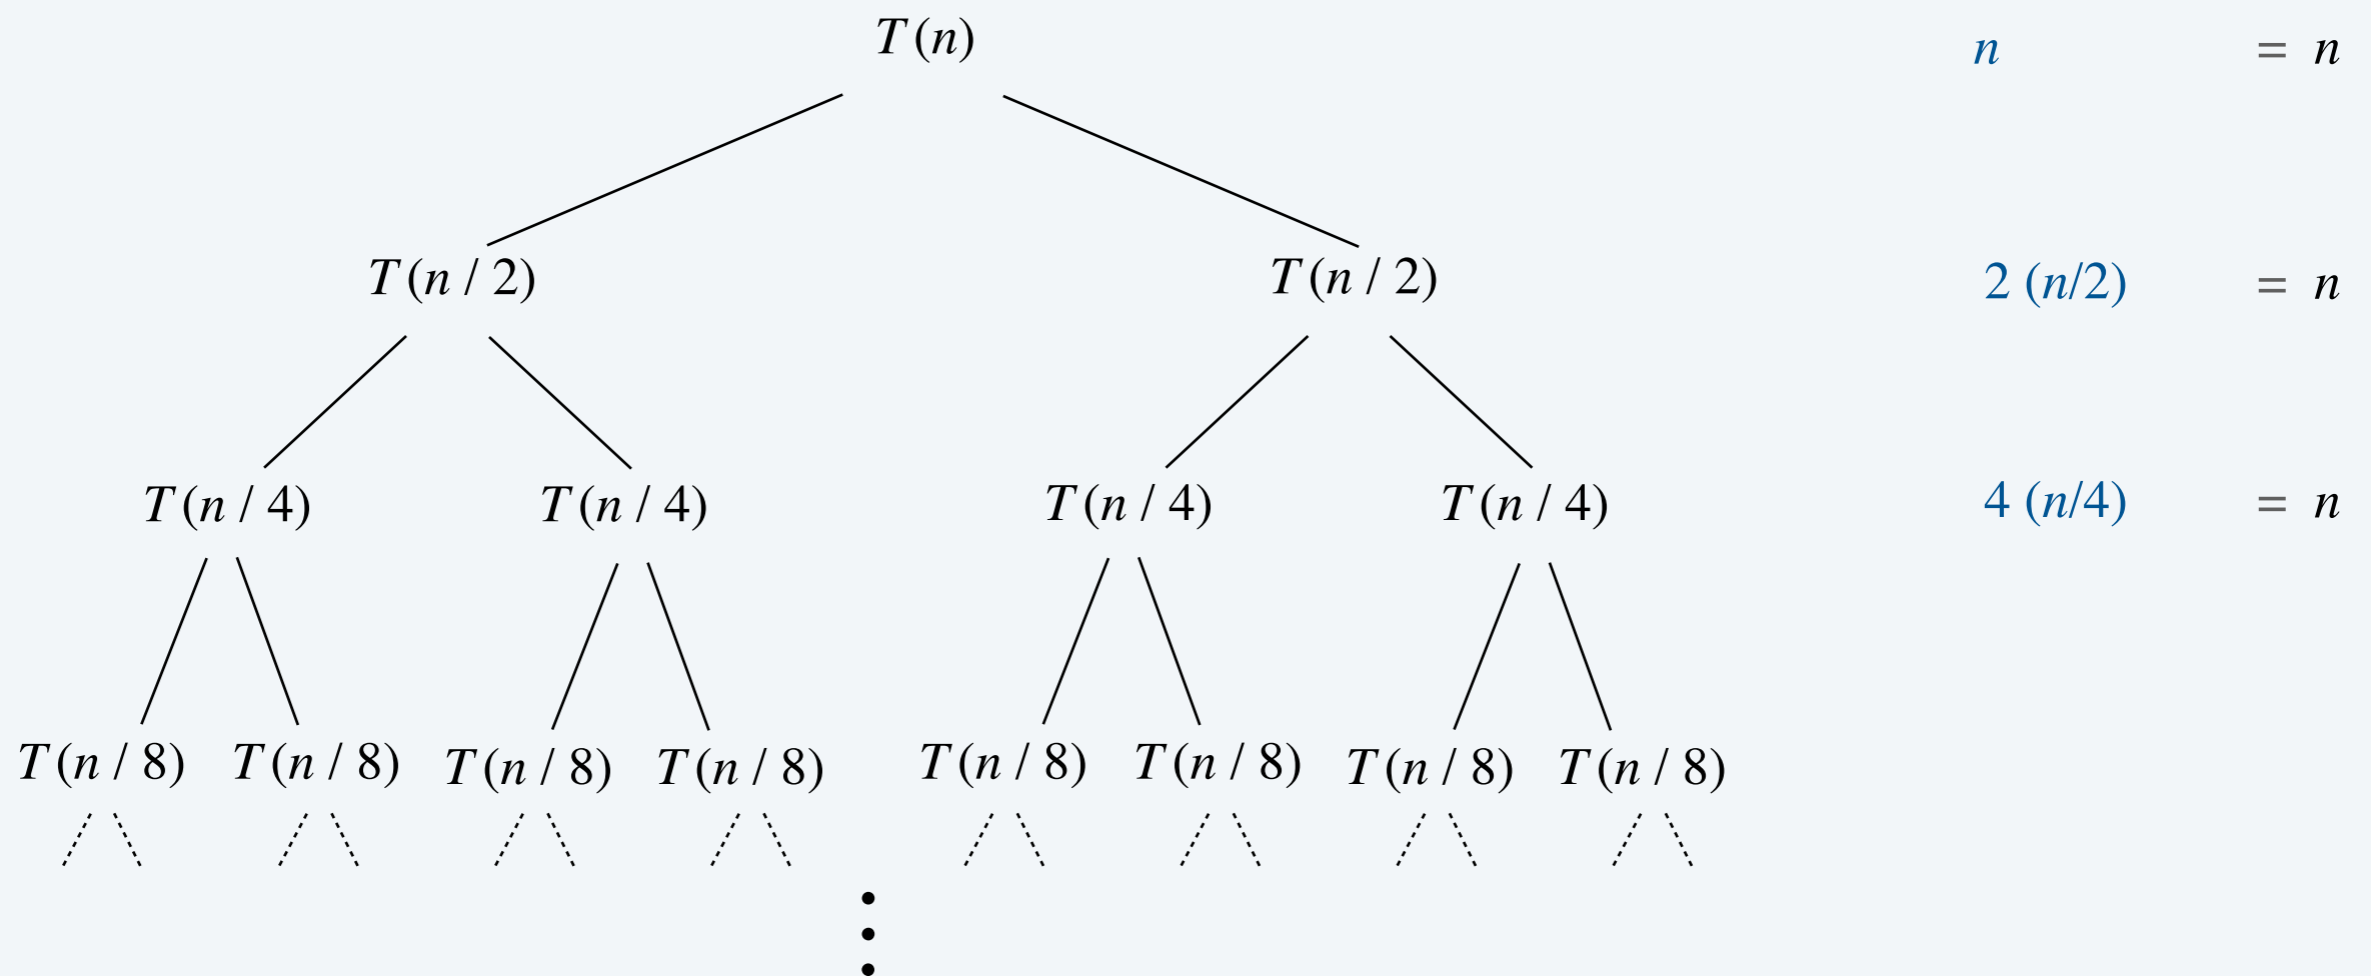 T(n) n = n
T(n / 2) T(n / 2) 2 (n/2) = n
T(n / 4) T(n / 4) T(n / 4) T(n / 4) 4 (n/4) = n
T(n / 8) T(n / 8) T(n / 8) T(n / 8) T(n / 8) T(n / 8) T(n / 8) T(n / 8)